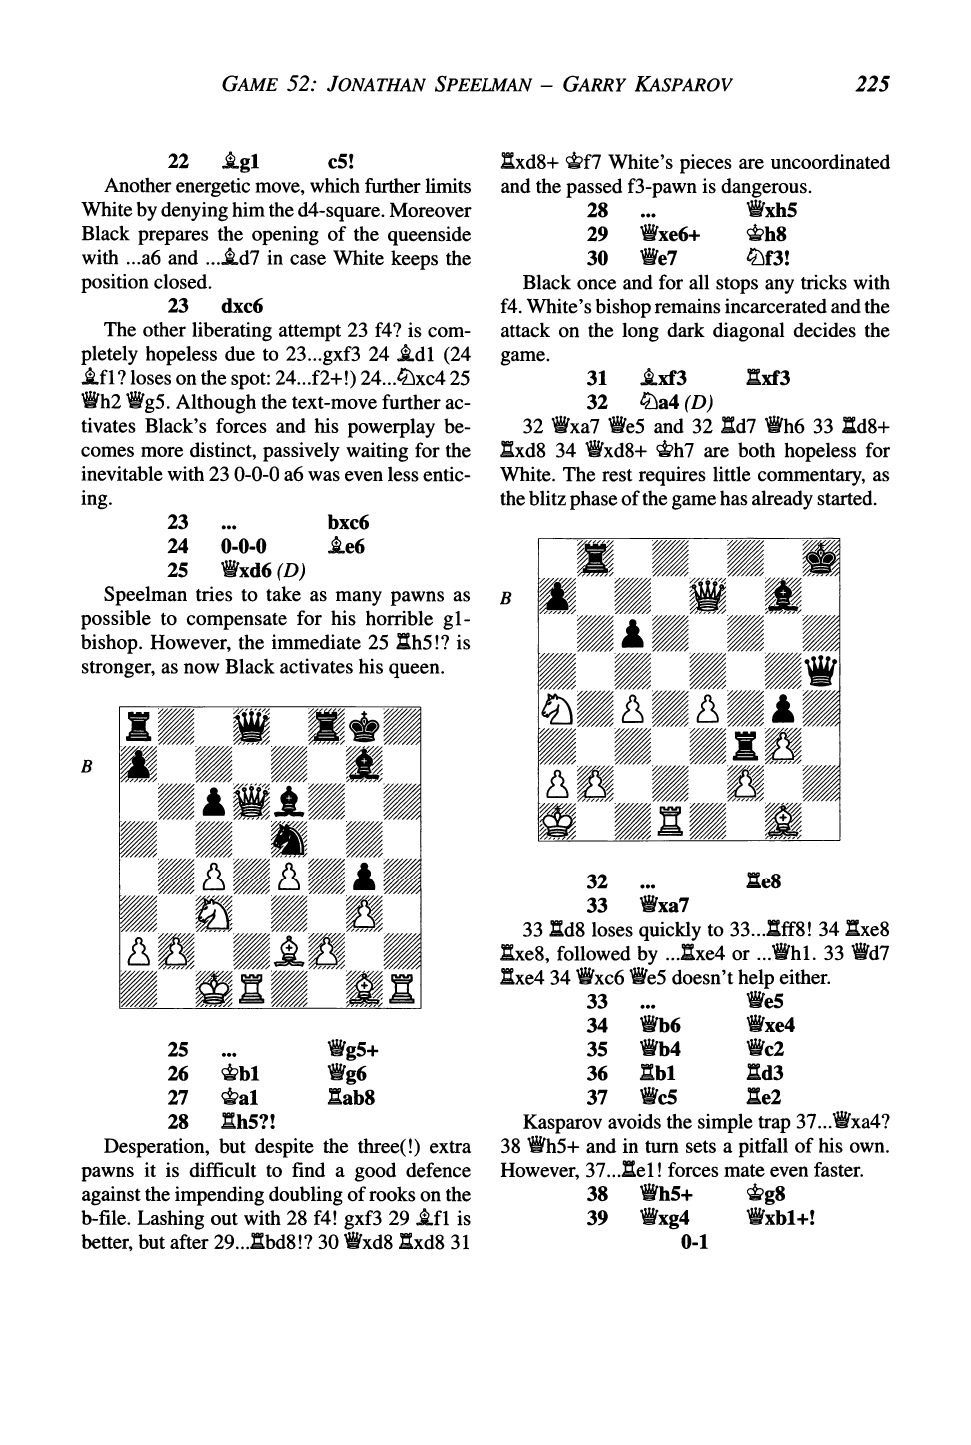 GAME 52: JONATHAN SPEELMAN – GARRY KASPAROV 225
22 ♗g1 c5!
Another energetic move, which further limits
White by denying him the d4-square. Moreover
Black prepares the opening of the queenside
with ...a6 and ...♗d7 in case White keeps the
position closed.
23 dxc6
The other liberating attempt 23 f4? is com-
pletely hopeless due to 23...gxf3 24 ♗d1 (24
♗f1? loses on the spot: 24...f2+!) 24...♘xc4 25
♕h2 ♕g5. Although the text-move further ac-
tivates Black's forces and his powerplay be-
comes more distinct, passively waiting for the
inevitable with 23 0-0-0 a6 was even less entic-
ing.
23 ... bxc6
24 0-0-0 ♗e6
25 ♕xd6 (D)
Speelman tries to take as many pawns as
possible to compensate for his horrible g1-
bishop. However, the immediate 25 ♖h5!? is
stronger, as now Black activates his queen.
B
25 ... ♕g5+
26 ♔b1 ♕g6
27 ♔a1 ♖ab8
28 ♖h5?!
Desperation, but despite the three(!) extra
pawns it is difficult to find a good defence
against the impending doubling of rooks on the
b-file. Lashing out with 28 f4! gxf3 29 ♗f1 is
better, but after 29...♖bd8!? 30 ♕xd8 ♖xd8 31
♖xd8+ ♔f7 White's pieces are uncoordinated
and the passed f3-pawn is dangerous.
28 ... ♕xh5
29 ♕xe6+ ♔h8
30 ♕e7 ♘f3!
Black once and for all stops any tricks with
f4. White's bishop remains incarcerated and the
attack on the long dark diagonal decides the
game.
31 ♗xf3 ♖xf3
32 ♘a4 (D)
32 ♕xa7 ♕e5 and 32 ♖d7 ♕h6 33 ♖d8+
♖xd8 34 ♕xd8+ ♔h7 are both hopeless for
White. The rest requires little commentary, as
the blitz phase of the game has already started.
B
32 ... ♖e8
33 ♕xa7
33 ♖d8 loses quickly to 33...♖ff8! 34 ♖xe8
♖xe8, followed by ...♖xe4 or ...♕h1. 33 ♕d7
♖xe4 34 ♕xc6 ♕e5 doesn't help either.
33 ... ♕e5
34 ♕b6 ♕xe4
35 ♕b4 ♕c2
36 ♖b1 ♖d3
37 ♕c5 ♖e2
Kasparov avoids the simple trap 37...♕xa4?
38 ♕h5+ and in turn sets a pitfall of his own.
However, 37...♖e1! forces mate even faster.
38 ♕h5+ ♔g8
39 ♕xg4 ♕xb1+!
0-1